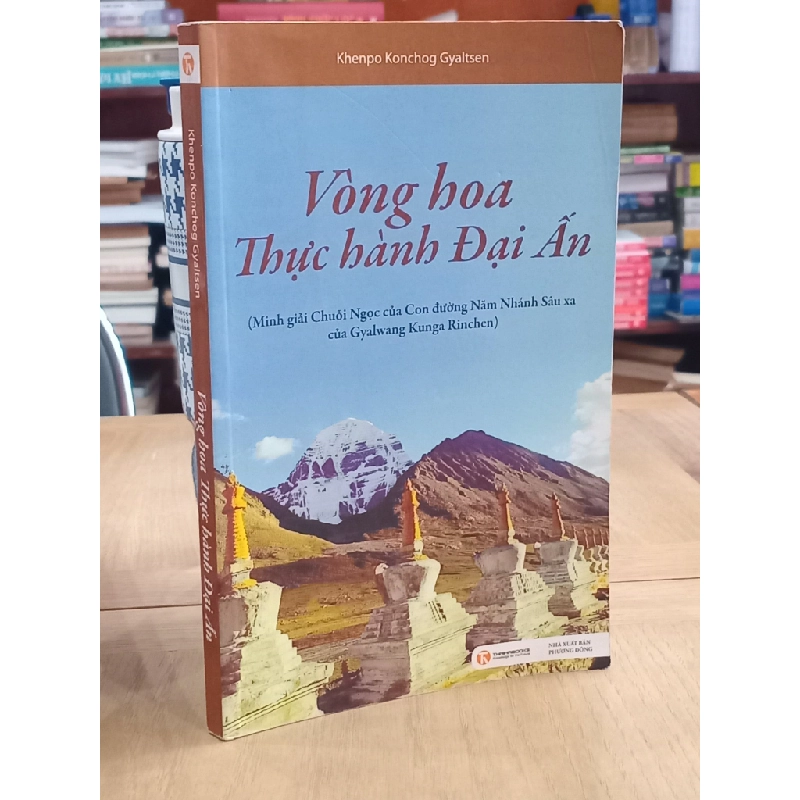 Khenpo Konchog Gyaltsen
Vòng hoa
Thực hành Đại Ấn
(Minh giải Chuỗi Ngọc của Con đường Năm Nhánh Sâu xa
của Gyalwang Kunga Rinchen)
THAIHABOOKS
NHÀ XUẤT BẢN
PHƯƠNG ĐÔNG
Khenpo Konchog Gyaltsen
Vòng hoa Thực hành Đại Ấn